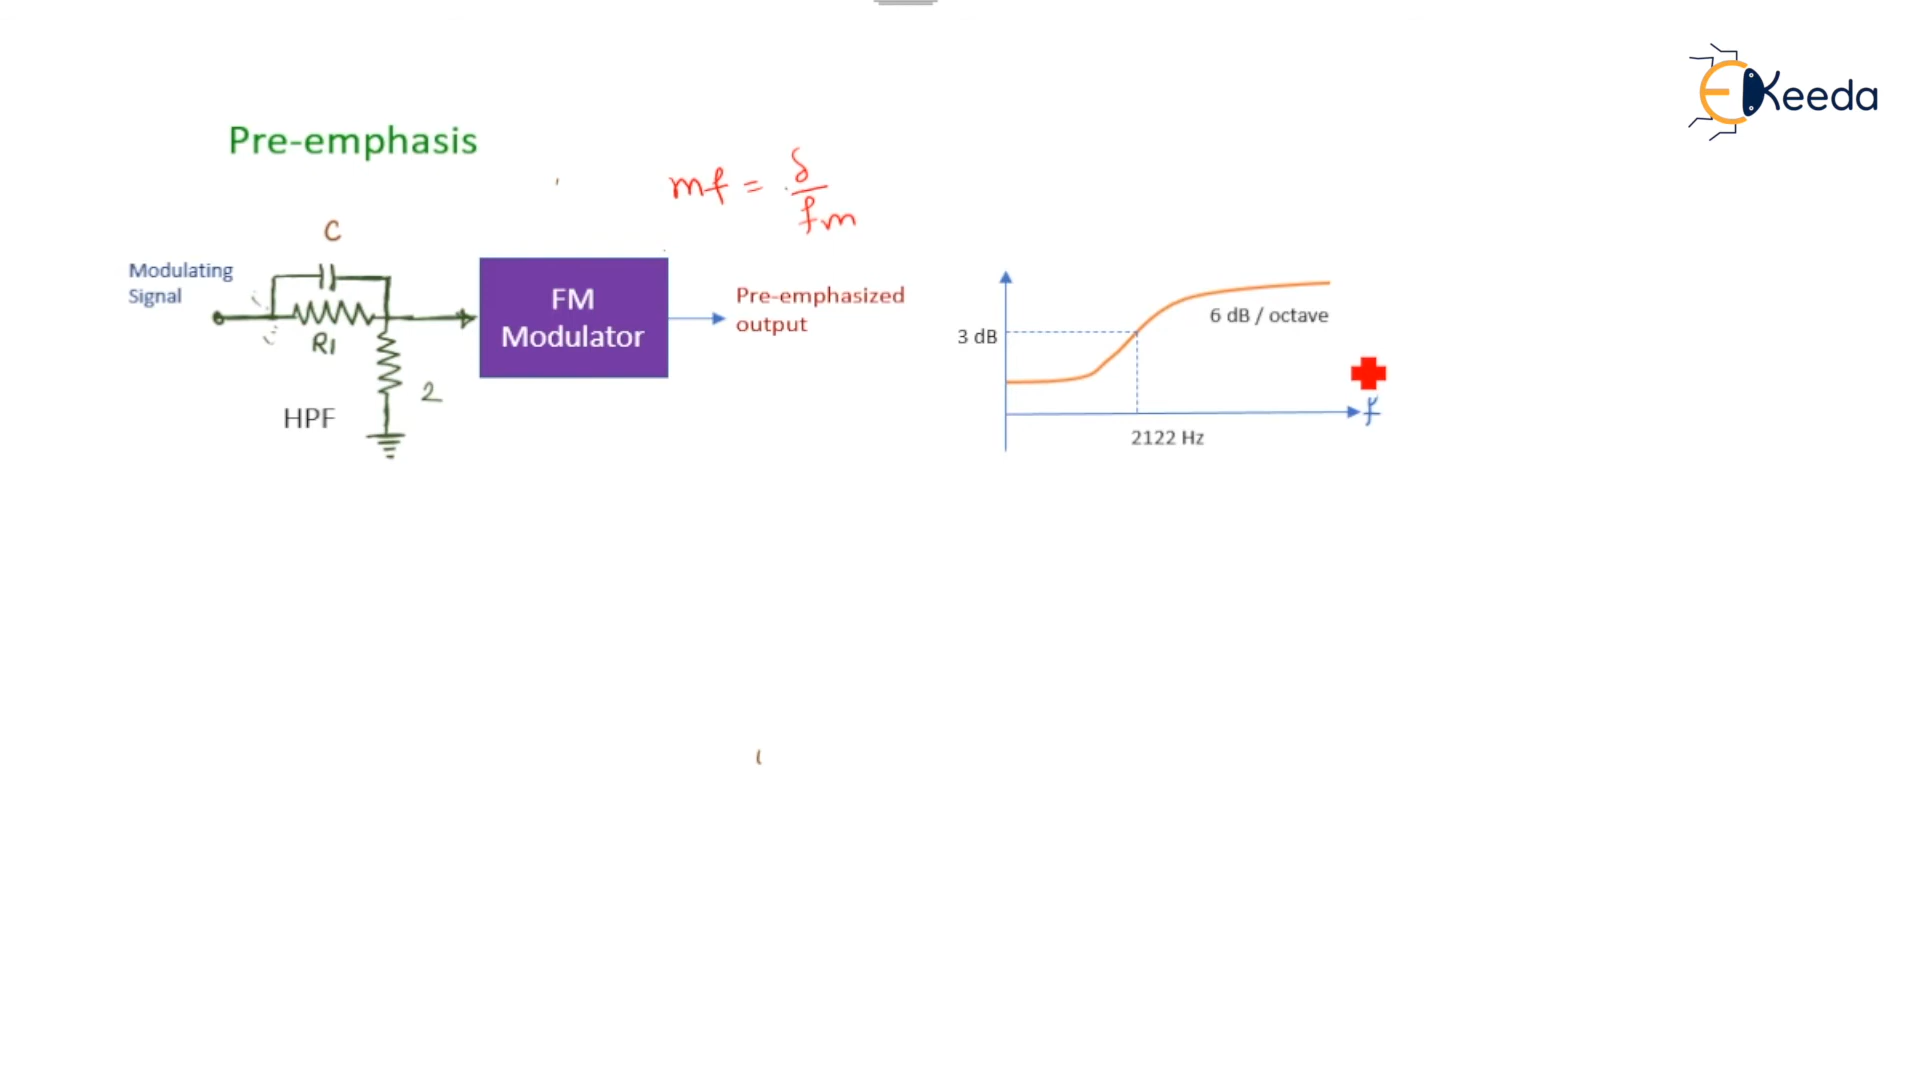 Keeda
Pre-emphasis
mf = δ
fm
C
Modulating
Signal
R1
2
HPF
FM
Modulator
Pre-emphasized
output
3 dB
6 dB / octave
f
2122 Hz